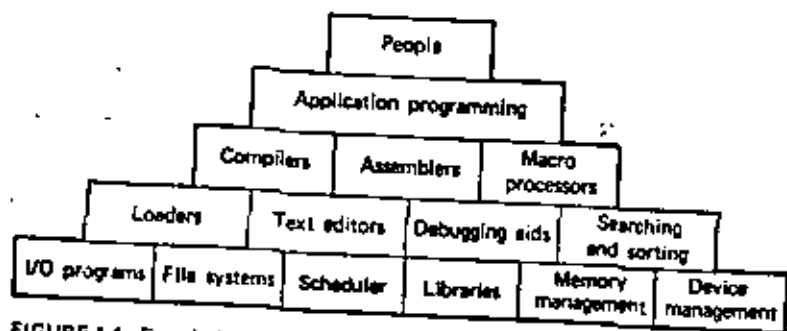 People
Application programming
Compilers
Assemblers
Macro
processors
Loaders
Text editors
Debugging aids
Searching
and sorting
I/O programs
File systems
Scheduler
Libraries
Memory
management
Device
management
FIGURE